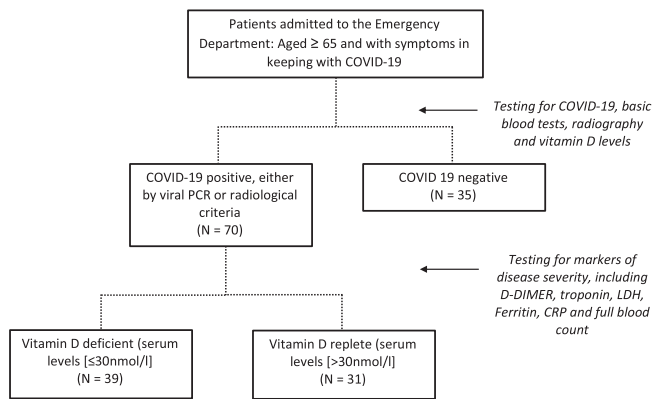 Patients admitted to the Emergency
Department: Aged ≥ 65 and with symptoms in
keeping with COVID-19
Testing for COVID-19, basic
blood tests, radiography
and vitamin D levels
COVID-19 positive, either
by viral PCR or radiological
criteria
(N = 70)
COVID 19 negative
(N = 35)
Testing for markers of
disease severity, including
D-DIMER, troponin, LDH,
Ferritin, CRP and full blood
count
Vitamin D deficient (serum
levels [≤30nmol/l]
(N = 39)
Vitamin D replete (serum
levels [>30nmol/l]
(N = 31)